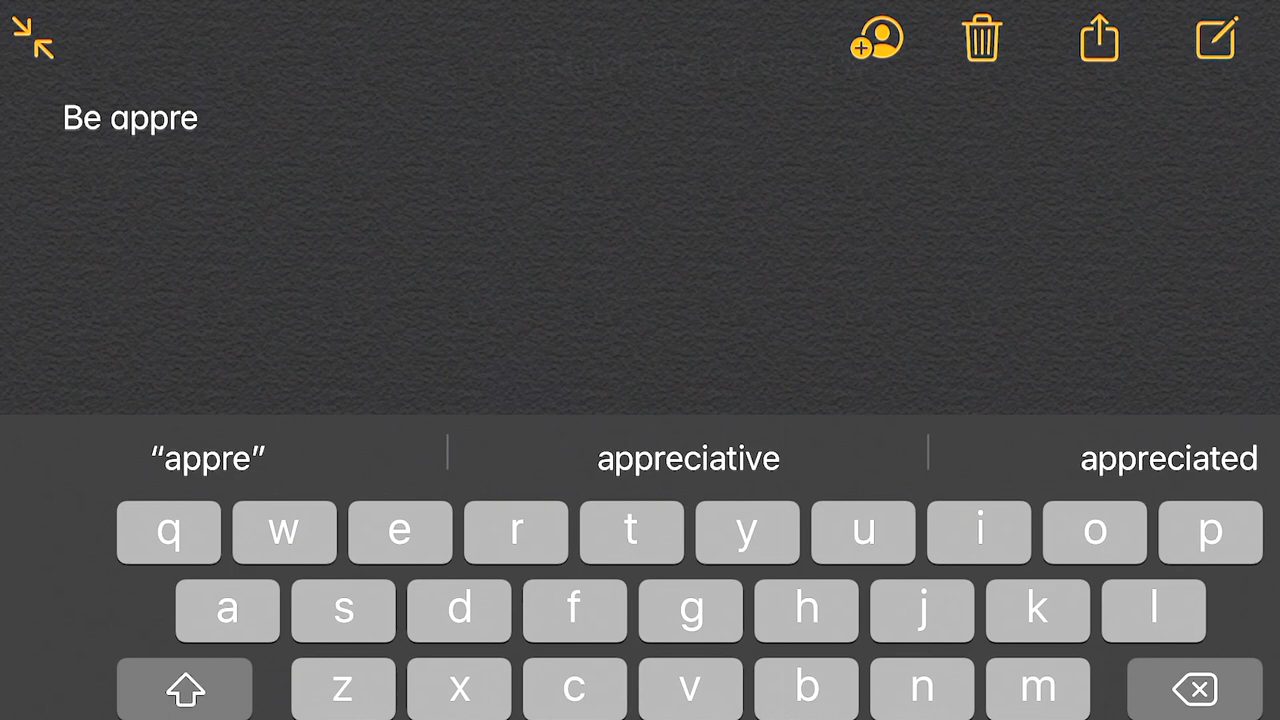 Be appre
“appre” appreciative appreciated
q w e r t y u i o p
a s d f g h j k l
z x c v b n m